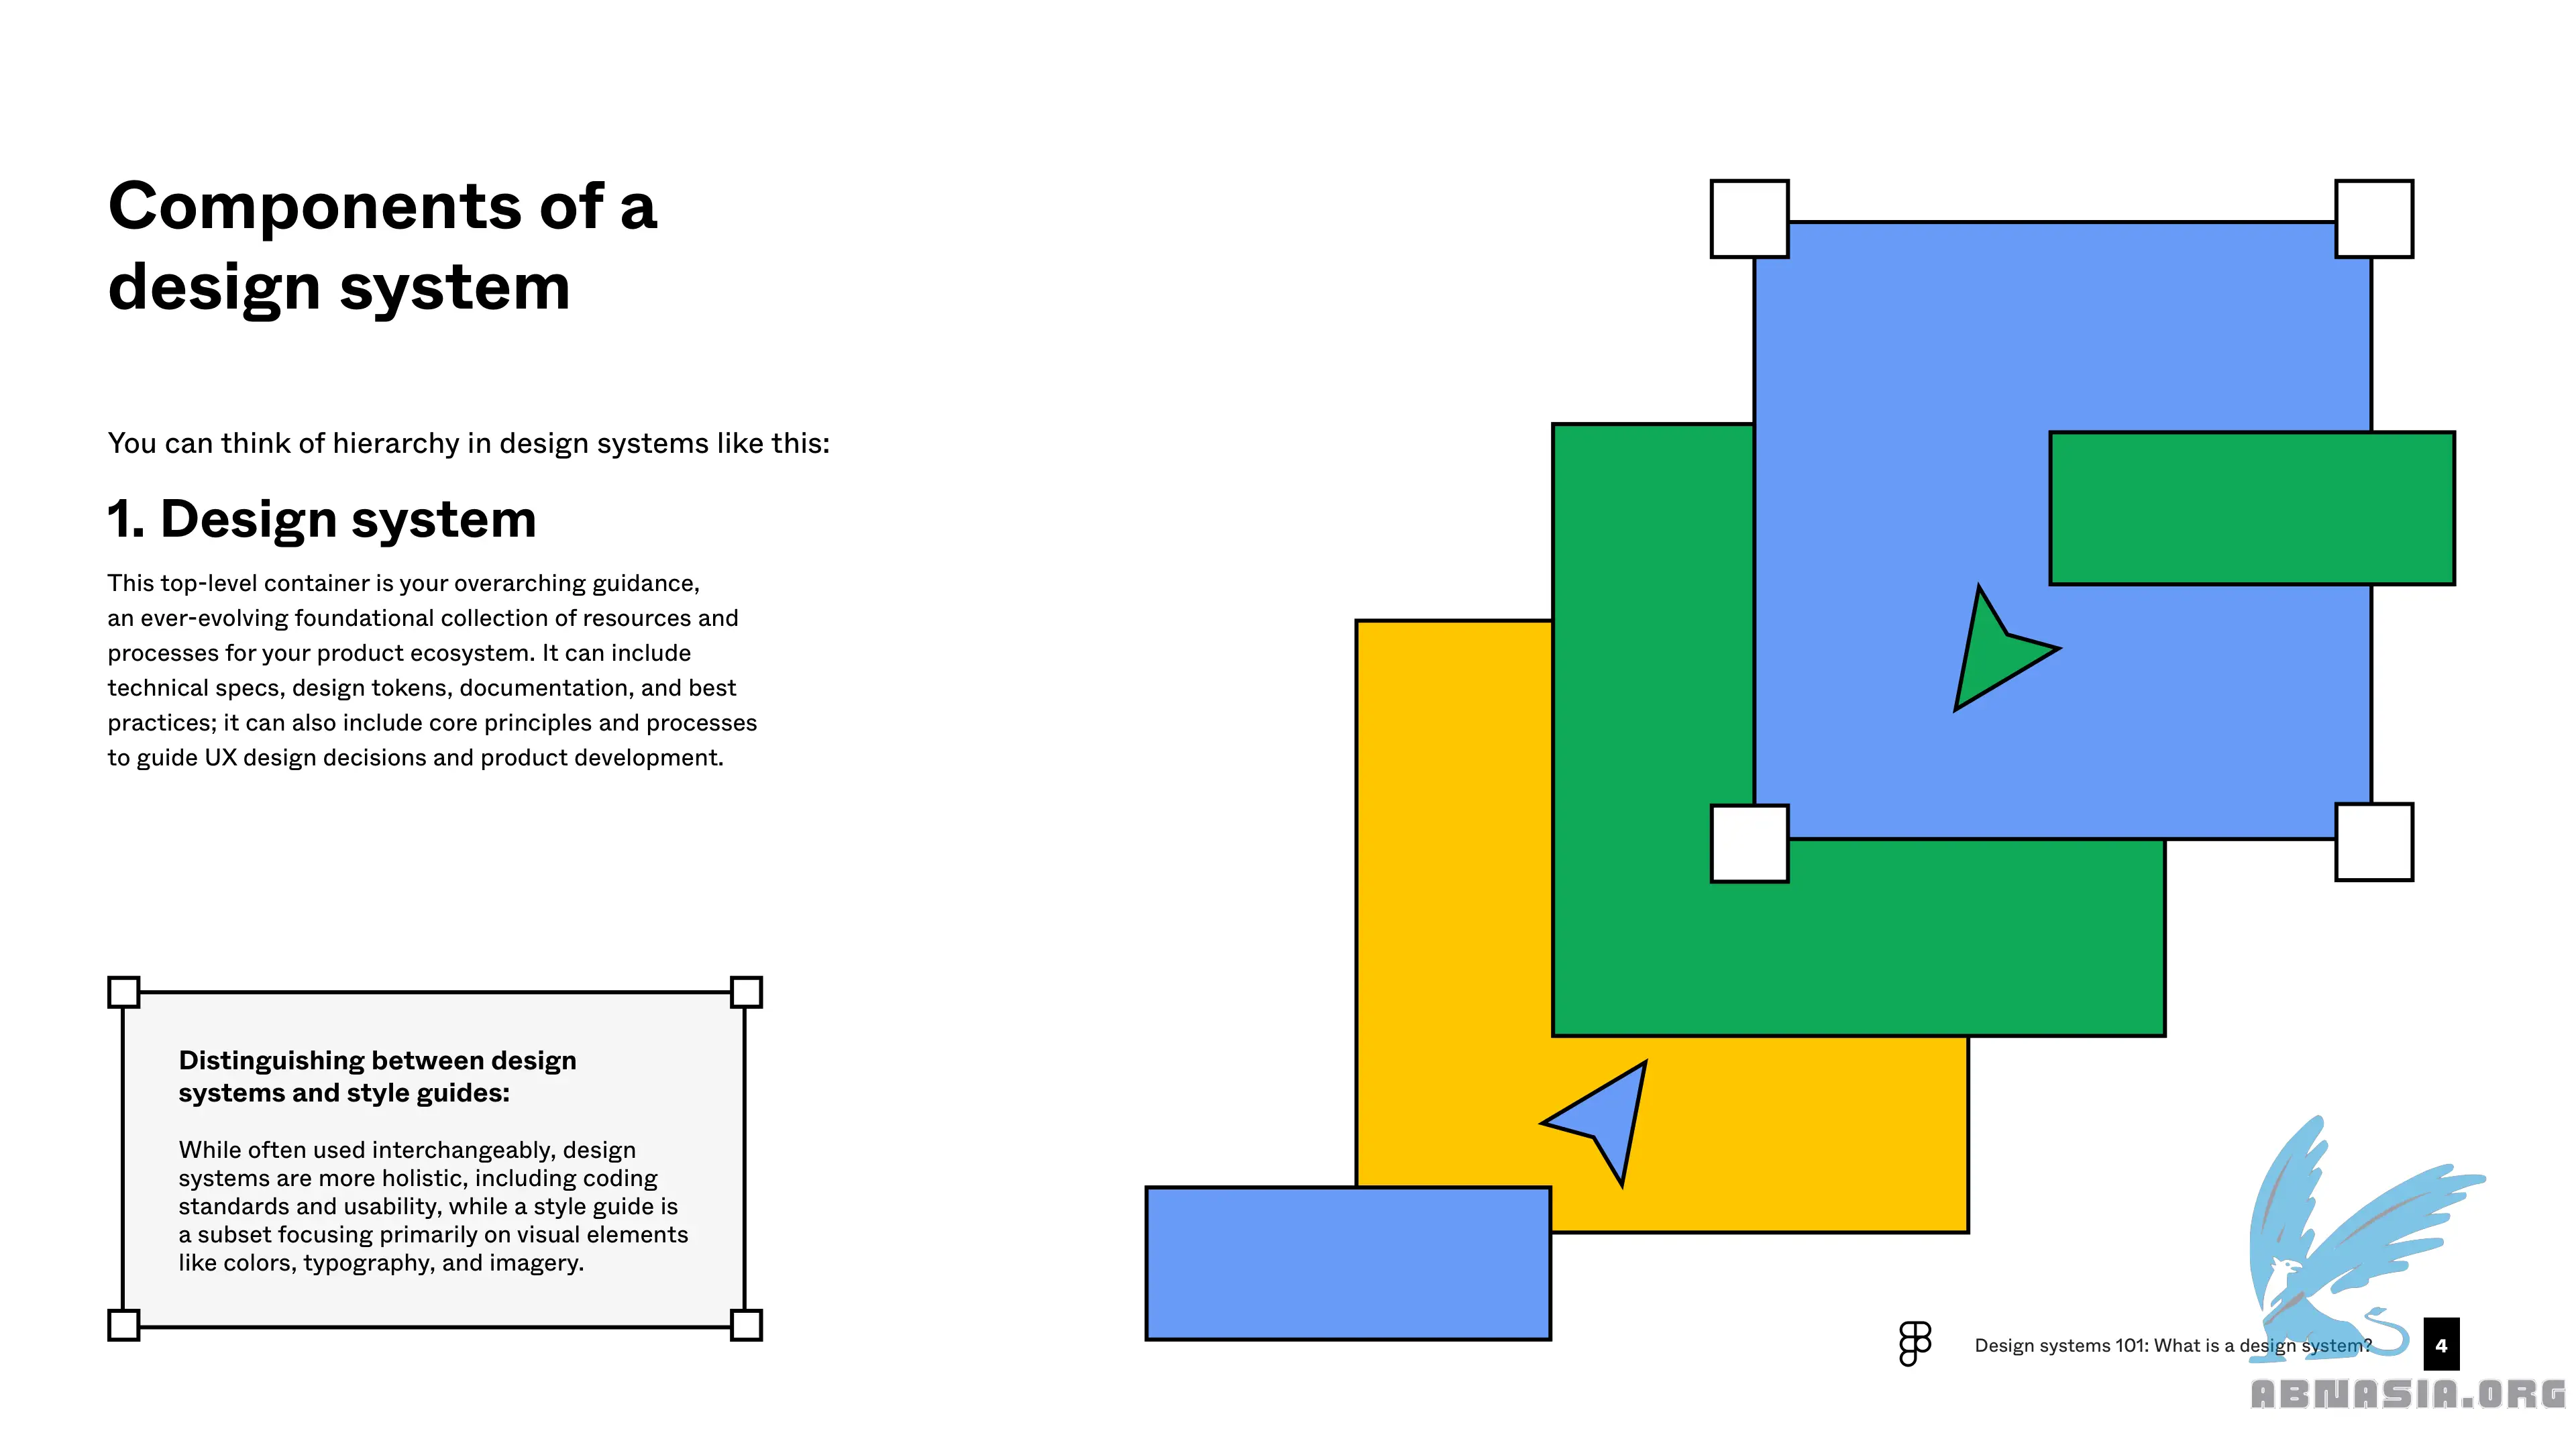 Components of a
design system
You can think of hierarchy in design systems like this:
1. Design system
This top-level container is your overarching guidance,
an ever-evolving foundational collection of resources and
processes for your product ecosystem. It can include
technical specs, design tokens, documentation, and best
practices; it can also include core principles and processes
to guide UX design decisions and product development.
Distinguishing between design
systems and style guides:
While often used interchangeably, design
systems are more holistic, including coding
standards and usability, while a style guide is
a subset focusing primarily on visual elements
like colors, typography, and imagery.
Design systems 101: What is a design system?
4
ABNASIA.ORG